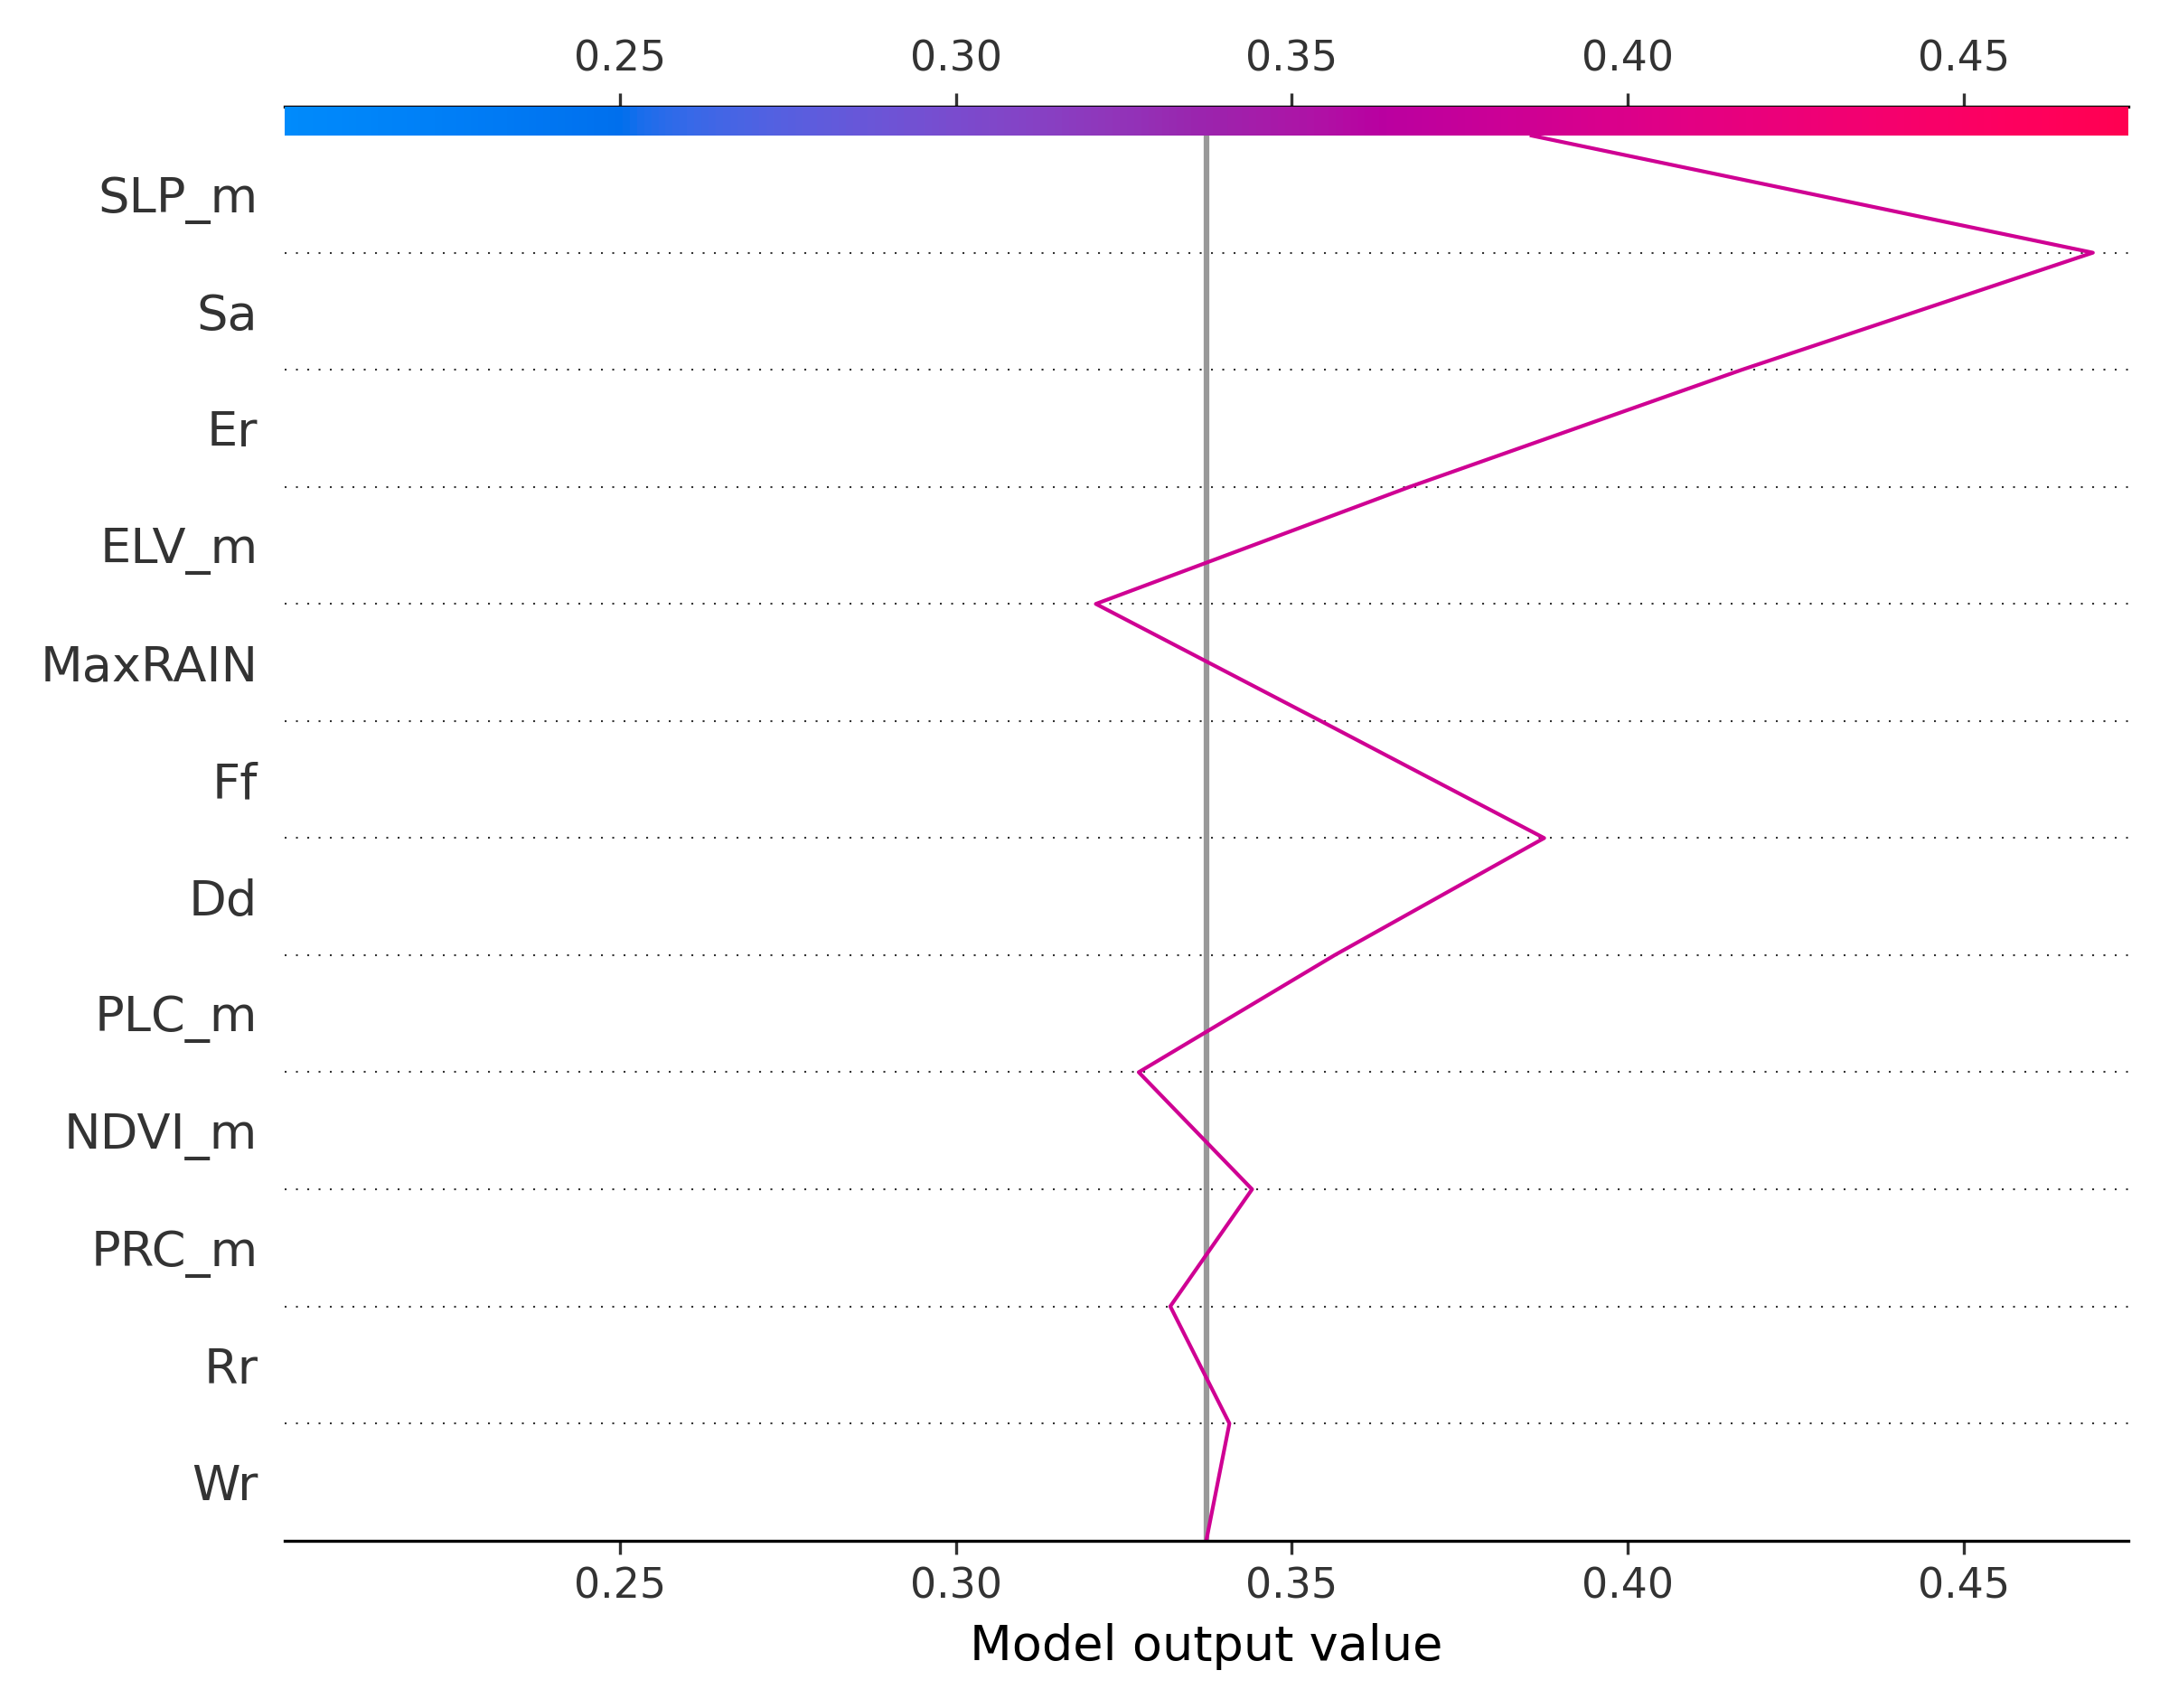 0.25 0.30 0.35 0.40 0.45
SLP_m
Sa
Er
ELV_m
MaxRAIN
Ff
Dd
PLC_m
NDVI_m
PRC_m
Rr
Wr
0.25 0.30 0.35 0.40 0.45
Model output value